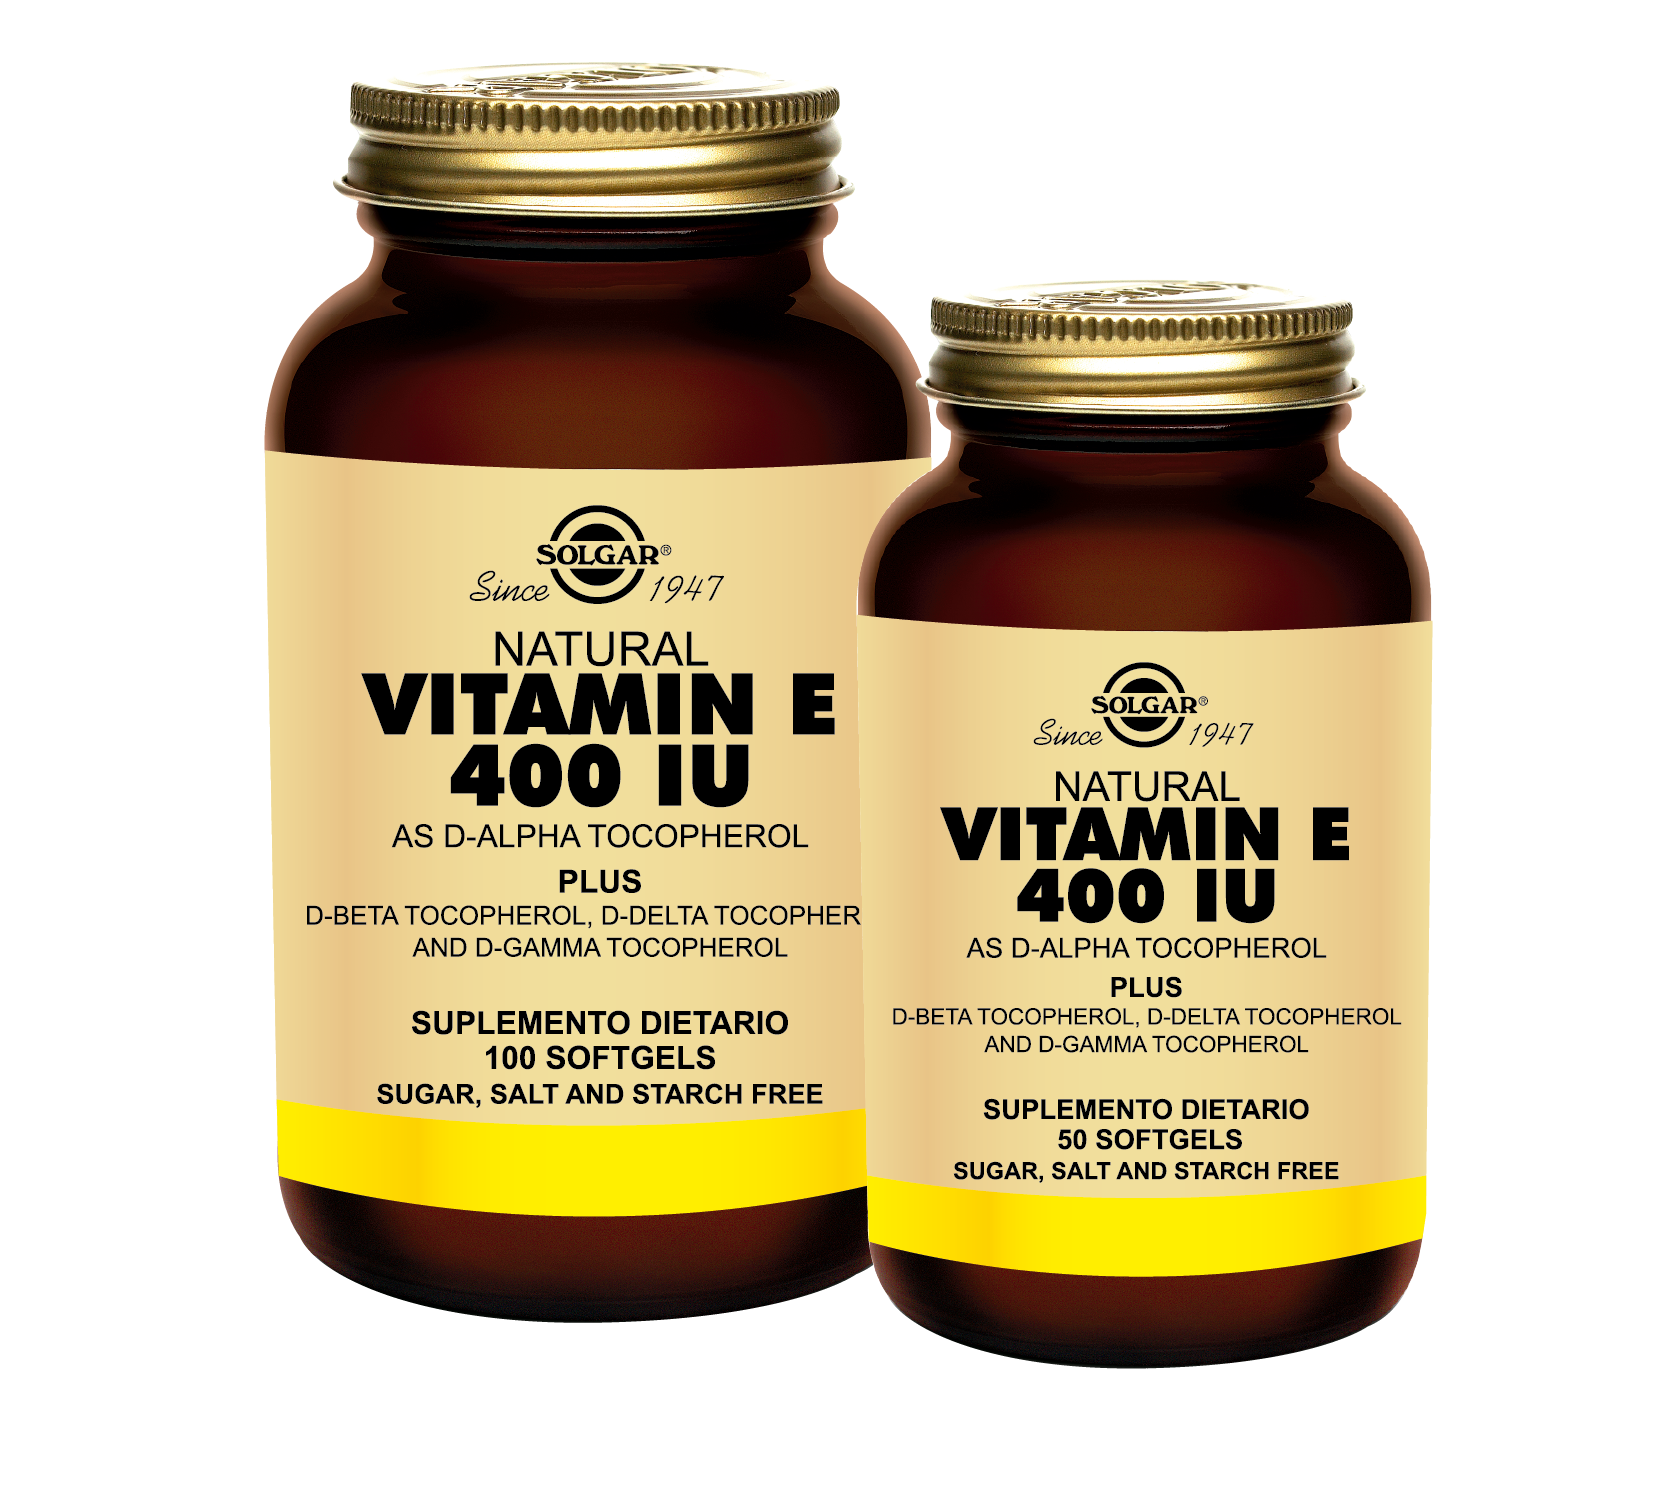 SOLGAR®
Since 1947
NATURAL
VITAMIN E
400 IU
AS D-ALPHA TOCOPHEROL
PLUS
D-BETA TOCOPHEROL, D-DELTA TOCOPHER
AND D-GAMMA TOCOPHEROL
SUPLEMENTO DIETARIO
100 SOFTGELS
SUGAR, SALT AND STARCH FREE
SOLGAR®
Since 1947
NATURAL
VITAMIN E
400 IU
AS D-ALPHA TOCOPHEROL
PLUS
D-BETA TOCOPHEROL, D-DELTA TOCOPHEROL
AND D-GAMMA TOCOPHEROL
SUPLEMENTO DIETARIO
50 SOFTGELS
SUGAR, SALT AND STARCH FREE